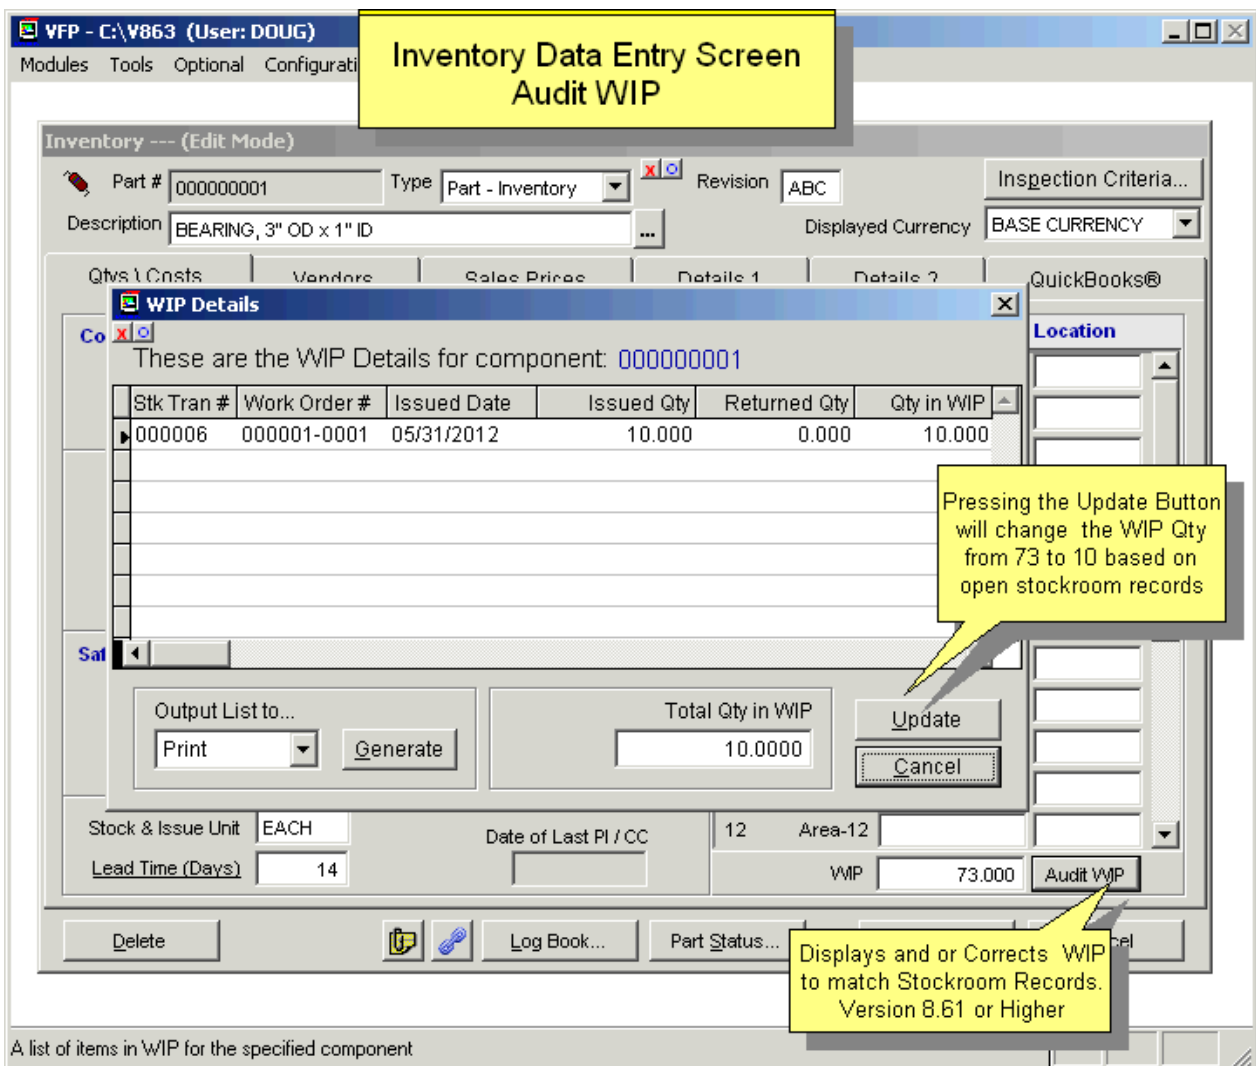 VFP - C:\V863 (User: DOUG)
Inventory Data Entry Screen
Audit WIP
Modules Tools Optional Configurati
Inventory --- (Edit Mode)
Part # 000000001 Type Part - Inventory X Revision ABC Inspection Criteria...
Description BEARING, 3" OD x 1" ID ... Displayed Currency BASE CURRENCY
Qtys \ Costs Vendors Sales Prices Details 1 Details 2 QuickBooks®
WIP Details
Co X Location
These are the WIP Details for component: 000000001
Stk Tran # Work Order # Issued Date Issued Qty Returned Qty Qty in WIP
000006 000001-0001 05/31/2012 10.000 0.000 10.000
Pressing the Update Button
will change the WIP Qty
from 73 to 10 based on
open stockroom records
Saf
Output List to... Total Qty in WIP
Print Generate 10.0000 Update
Cancel
Stock & Issue Unit EACH Date of Last PI / CC 12 Area-12
Lead Time (Days) 14 WIP 73.000 Audit WIP
Delete Log Book... Part Status... cel
Displays and or Corrects WIP
to match Stockroom Records.
Version 8.61 or Higher
A list of items in WIP for the specified component